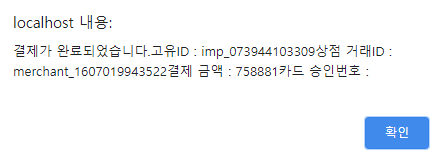 localhost 내용:
결제가 완료되었습니다.고유ID : imp_073944103309상점 거래ID :
merchant_1607019943522결제 금액 : 758881카드 승인번호 :
확인